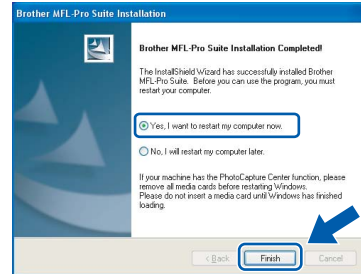 Brother MFL-Pro Suite Installation
Brother MFL-Pro Suite Installation Completed!
The InstallShield Wizard has successfully installed Brother
MFL-Pro Suite. Before you can use the program, you must
restart your computer.
Yes, I want to restart my computer now.
No, I will restart my computer later.
If your machine has the PhotoCapture Center function, please
remove all media cards before restarting Windows.
Please do not insert a media card until Windows has finished
loading.
< Back Finish Cancel